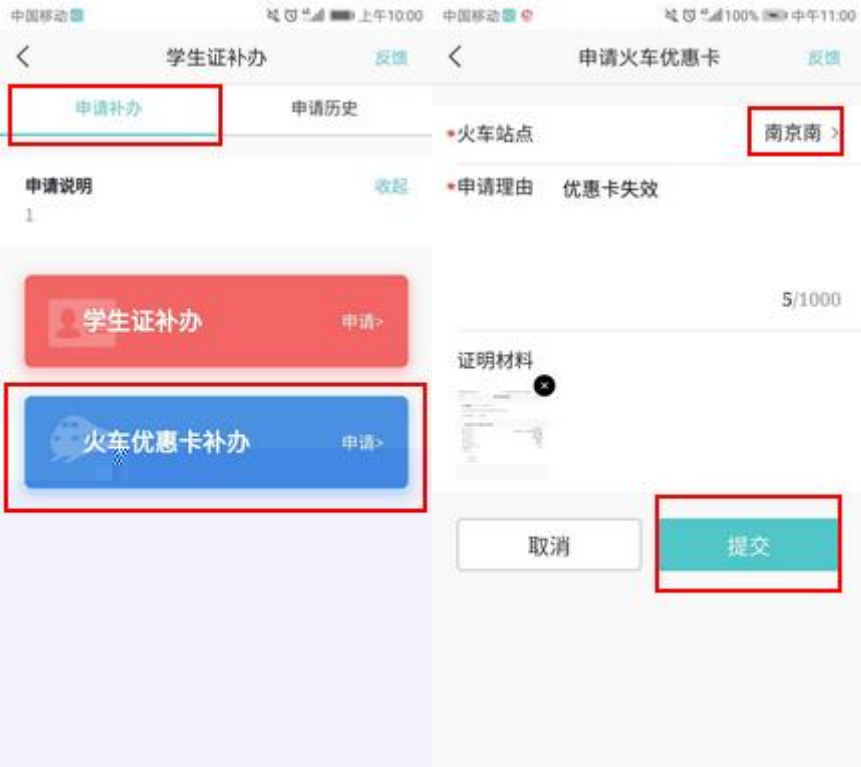 中国移动
上午10:00
学生证补办
反馈
申请补办
申请历史
申请说明
收起
1
学生证补办
申请>
火车优惠卡补办
申请>
中国移动
100%
中午11:00
申请火车优惠卡
反馈
*火车站点
南京南 >
*申请理由
优惠卡失效
5/1000
证明材料
取消
提交